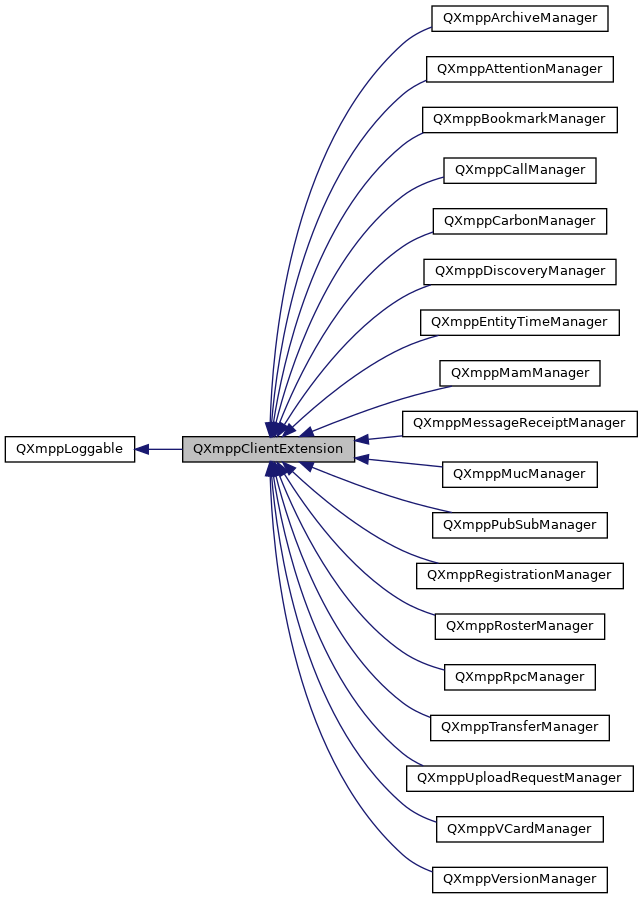 QXmppArchiveManager
QXmppAttentionManager
QXmppBookmarkManager
QXmppCallManager
QXmppCarbonManager
QXmppDiscoveryManager
QXmppEntityTimeManager
QXmppMamManager
QXmppMessageReceiptManager
QXmppLoggable
QXmppClientExtension
QXmppMucManager
QXmppPubSubManager
QXmppRegistrationManager
QXmppRosterManager
QXmppRpcManager
QXmppTransferManager
QXmppUploadRequestManager
QXmppVCardManager
QXmppVersionManager